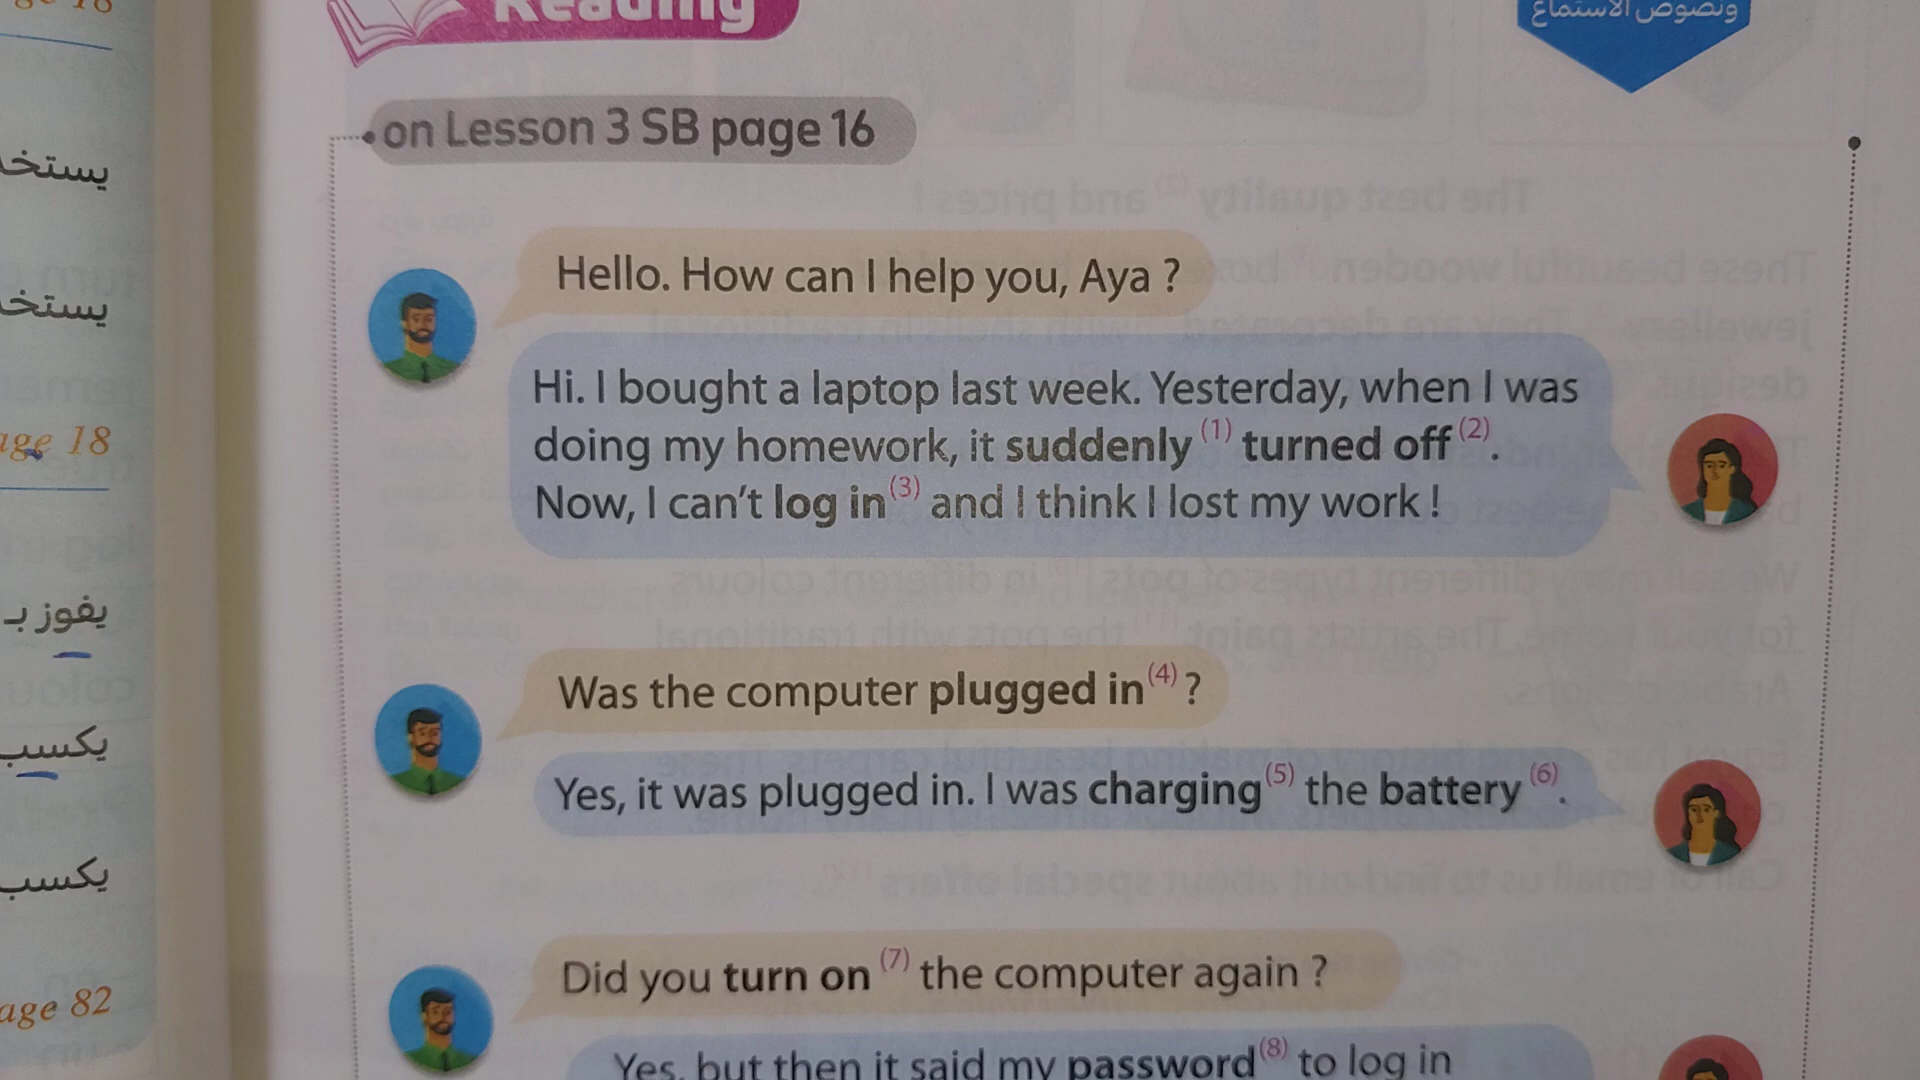 age 18
يستخد
يستخد
age 18
يفوز بـ
يكسب
يكسب
age 82
Reading
ونصوص الاستماع
on Lesson 3 SB page 16
Hello. How can I help you, Aya ?
Hi. I bought a laptop last week. Yesterday, when I was
doing my homework, it suddenly (1) turned off (2).
Now, I can't log in (3) and I think I lost my work !
Was the computer plugged in (4) ?
Yes, it was plugged in. I was charging (5) the battery (6).
Did you turn on (7) the computer again ?
Yes, but then it said my password (8) to log in